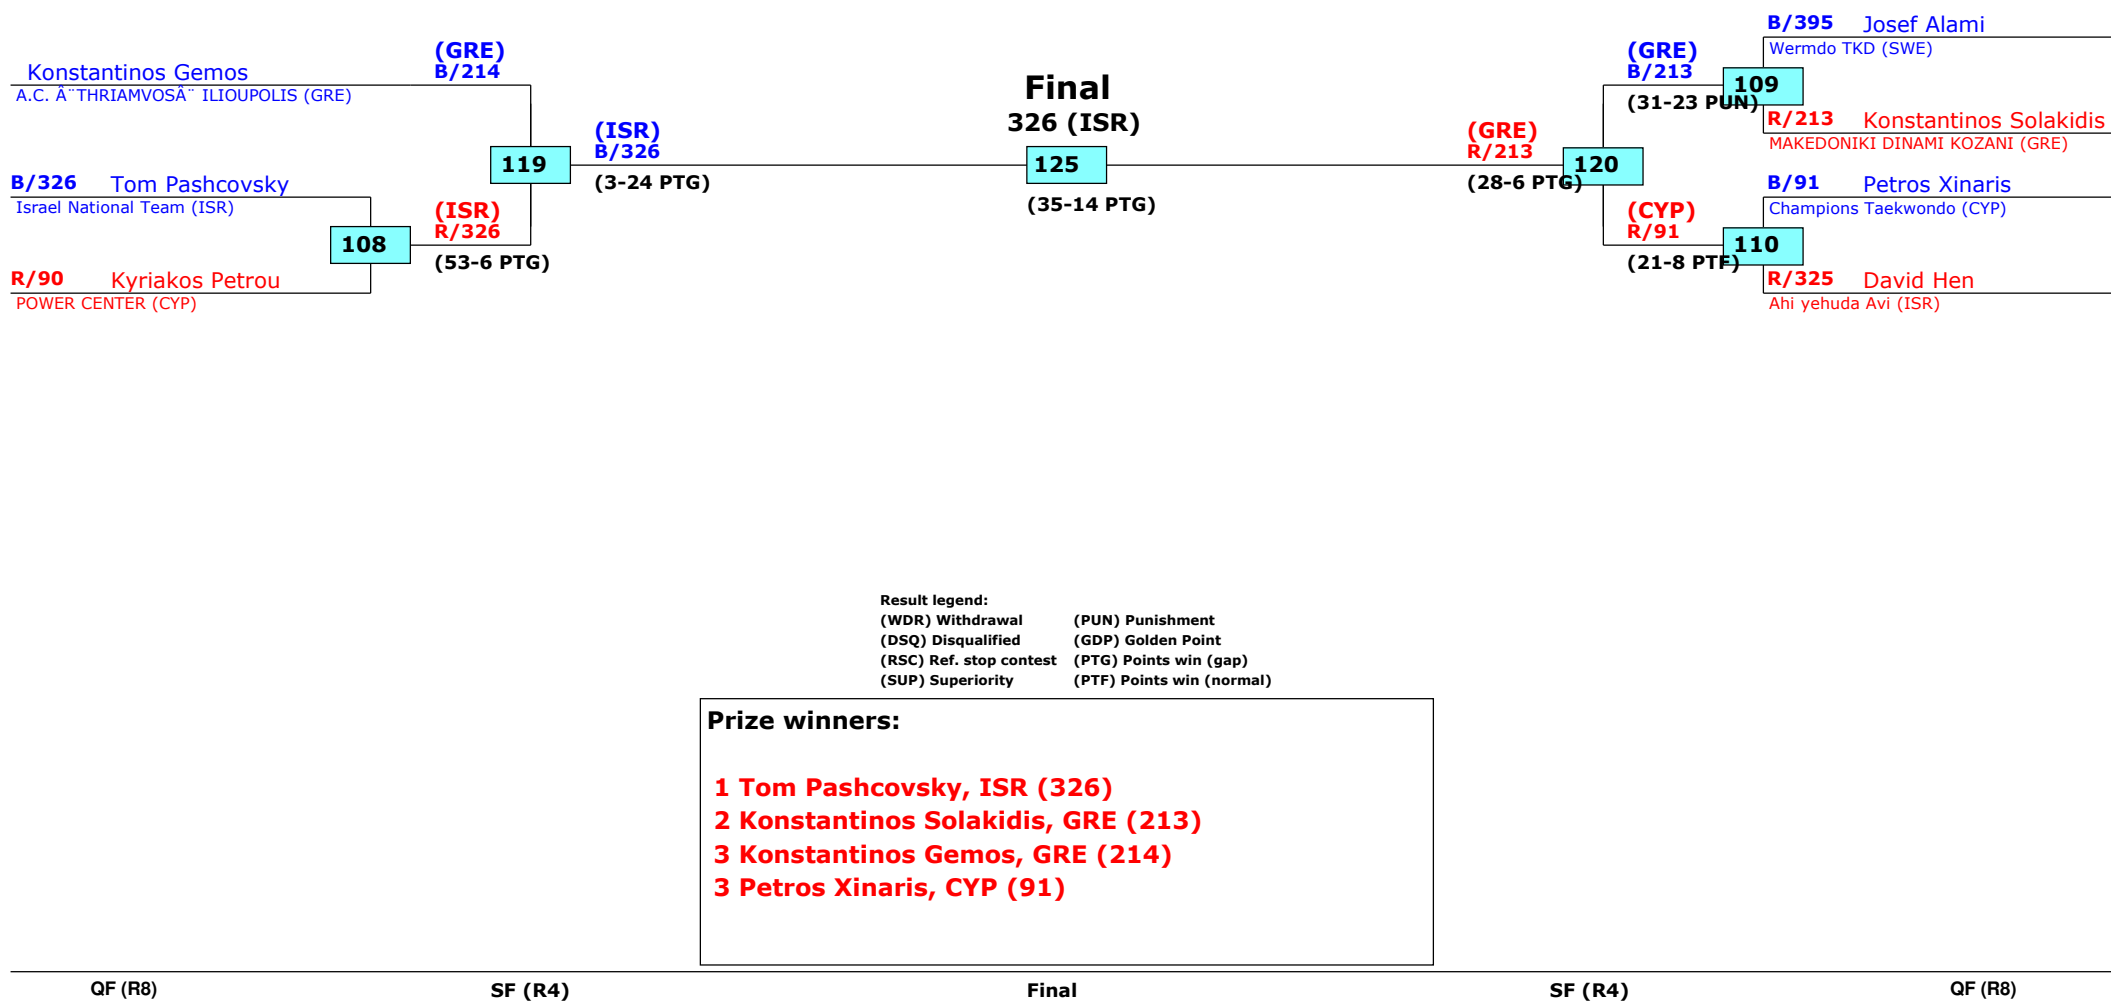 Konstantinos Gemos
A.C. Â¨THRIAMVOSÂ¨ ILIOUPOLIS (GRE)
(GRE)
B/214
B/326 Tom Pashcovsky
Israel National Team (ISR)
108
R/90 Kyriakos Petrou
POWER CENTER (CYP)
(ISR)
R/326
(53-6 PTG)
119
(ISR)
B/326
(3-24 PTG)
Final
326 (ISR)
125
(35-14 PTG)
(GRE)
R/213
(28-6 PTG)
120
(GRE)
B/213
(31-23 PUN)
(CYP)
R/91
(21-8 PTF)
B/395 Josef Alami
Wermdo TKD (SWE)
109
R/213 Konstantinos Solakidis
MAKEDONIKI DINAMI KOZANI (GRE)
B/91 Petros Xinaris
Champions Taekwondo (CYP)
110
R/325 David Hen
Ahi yehuda Avi (ISR)
Result legend:
(WDR) Withdrawal (PUN) Punishment
(DSQ) Disqualified (GDP) Golden Point
(RSC) Ref. stop contest (PTG) Points win (gap)
(SUP) Superiority (PTF) Points win (normal)
Prize winners:
1 Tom Pashcovsky, ISR (326)
2 Konstantinos Solakidis, GRE (213)
3 Konstantinos Gemos, GRE (214)
3 Petros Xinaris, CYP (91)
QF (R8) SF (R4) Final SF (R4) QF (R8)